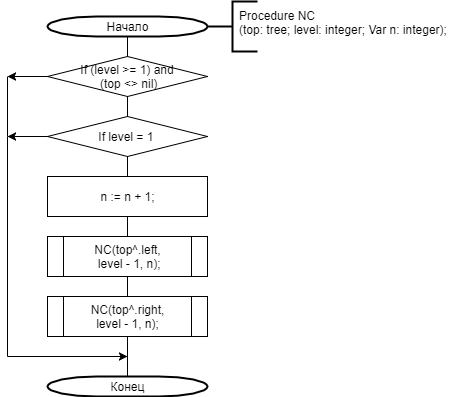 Начало
Procedure NC
(top: tree; level: integer; Var n: integer);
If (level >= 1) and
(top <> nil)
If level = 1
n := n + 1;
NC(top^.left,
level - 1, n);
NC(top^.right,
level - 1, n);
Конец